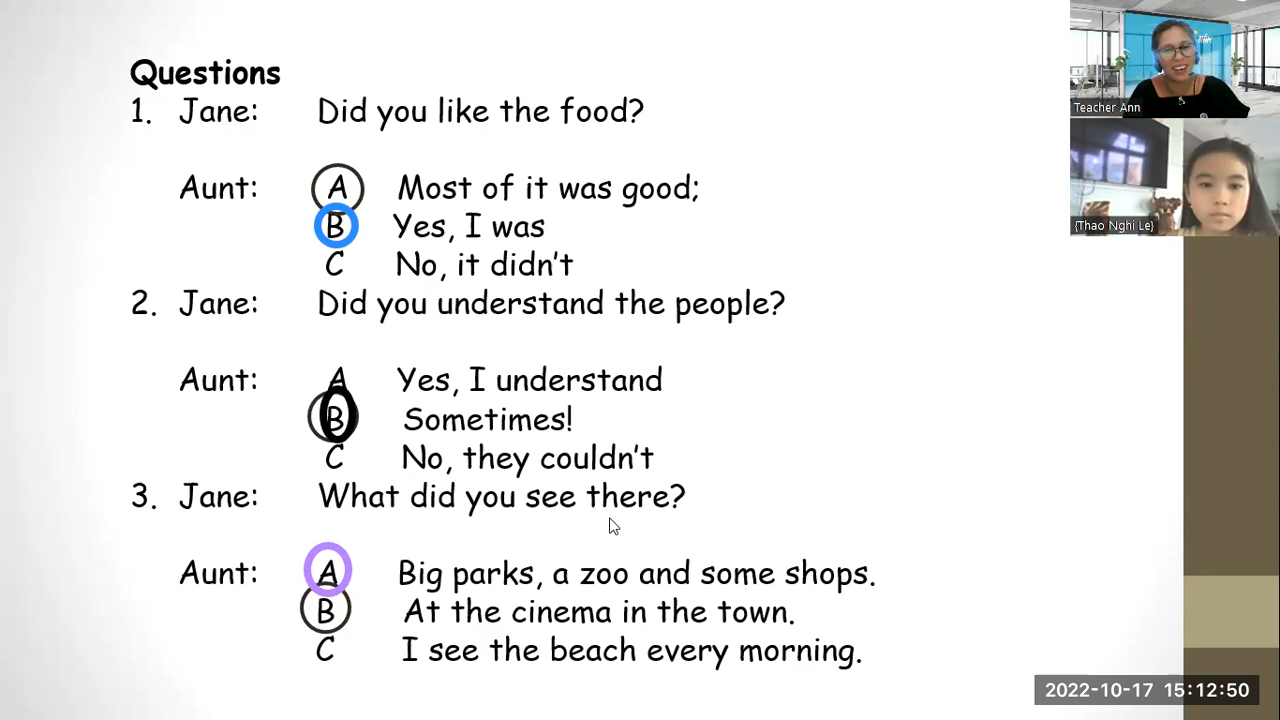 Questions
1. Jane: Did you like the food?
Aunt: A Most of it was good;
B Yes, I was
C No, it didn't
2. Jane: Did you understand the people?
Aunt: A Yes, I understand
B Sometimes!
C No, they couldn't
3. Jane: What did you see there?
Aunt: A Big parks, a zoo and some shops.
B At the cinema in the town.
C I see the beach every morning.
Teacher Ann
{Thao Nghi Le}
2022-10-17 15:12:50